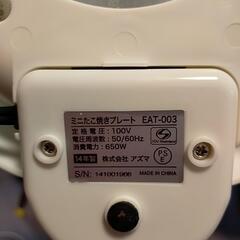 ミニたこ焼きプレート EAT-003
定格電圧：100V
電圧周波数：50/60Hz
消費電力：650W
14年製 株式会社 アズマ
PSE
S/N: 141001966
MADE IN CHINA